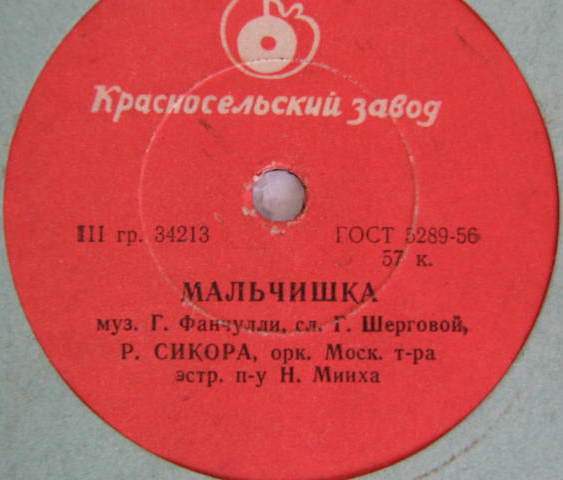 Красносельский завод
III гр. 34213 ГОСТ 5289-56
57 к.
МАЛЬЧИШКА
муз. Г. Фанчулли, сл. Г. Шерговой,
Р. СИКОРА, орк. Моск. т-ра
эстр. п-у Н. Минха